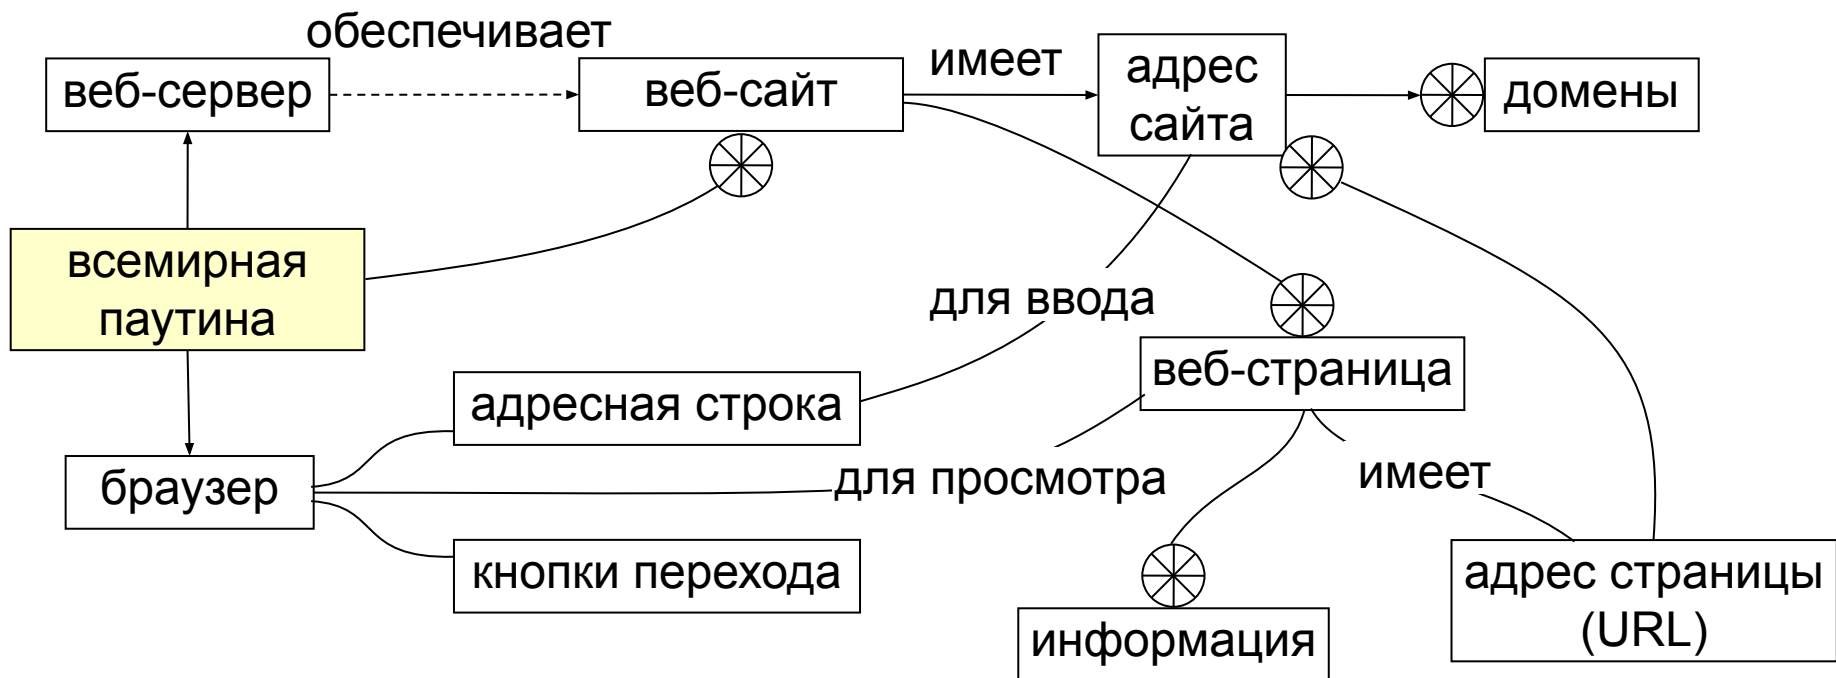 обеспечивает
веб-сервер
веб-сайт
имеет
адрес
сайта
домены
всемирная
паутина
для ввода
веб-страница
адресная строка
браузер
для просмотра
имеет
кнопки перехода
информация
адрес страницы
(URL)